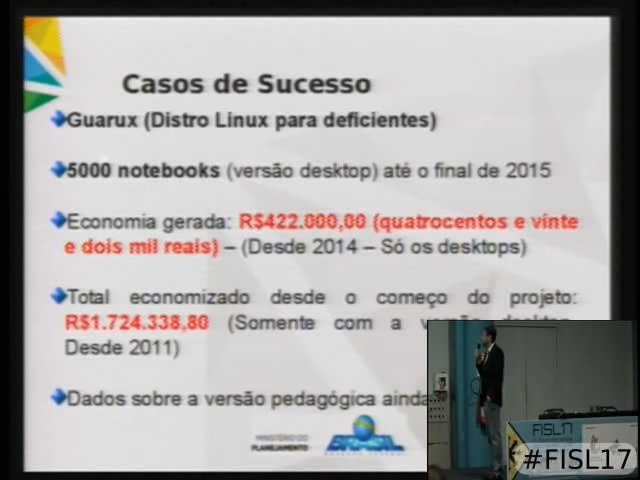 Casos de Sucesso
Guarux (Distro Linux para deficientes)
5000 notebooks (versão desktop) até o final de 2015
Economia gerada: R$422.000,00 (quatrocentos e vinte
e dois mil reais) – (Desde 2014 – Só os desktops)
Total economizado desde o começo do projeto:
R$1.724.338,80 (Somente com a versão desktop
Desde 2011)
Dados sobre a versão pedagógica ainda
MINISTÉRIO DO
PLANEJAMENTO
BRASIL
FISL17
#FISL17